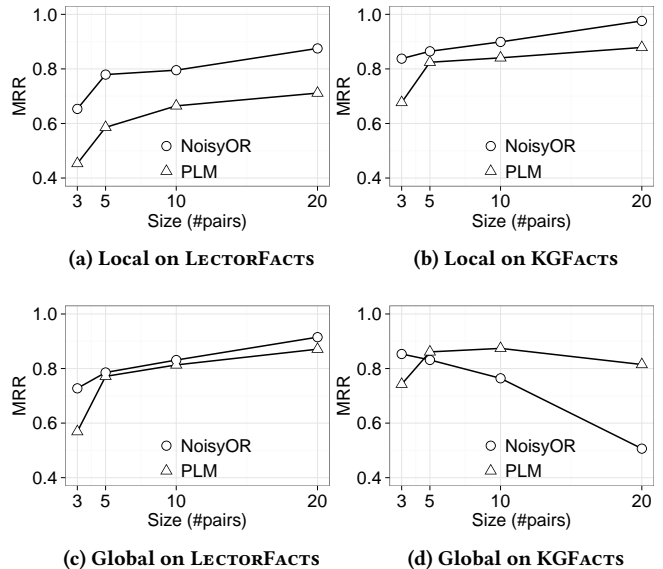 1.0
0.8
0.6
0.4
MRR
NoisyOR
PLM
3 5 10 20
Size (#pairs)
(a) Local on LECTORFACTS
1.0
0.8
0.6
0.4
MRR
NoisyOR
PLM
3 5 10 20
Size (#pairs)
(b) Local on KGFACTS
1.0
0.8
0.6
0.4
MRR
NoisyOR
PLM
3 5 10 20
Size (#pairs)
(c) Global on LECTORFACTS
1.0
0.8
0.6
0.4
MRR
NoisyOR
PLM
3 5 10 20
Size (#pairs)
(d) Global on KGFACTS